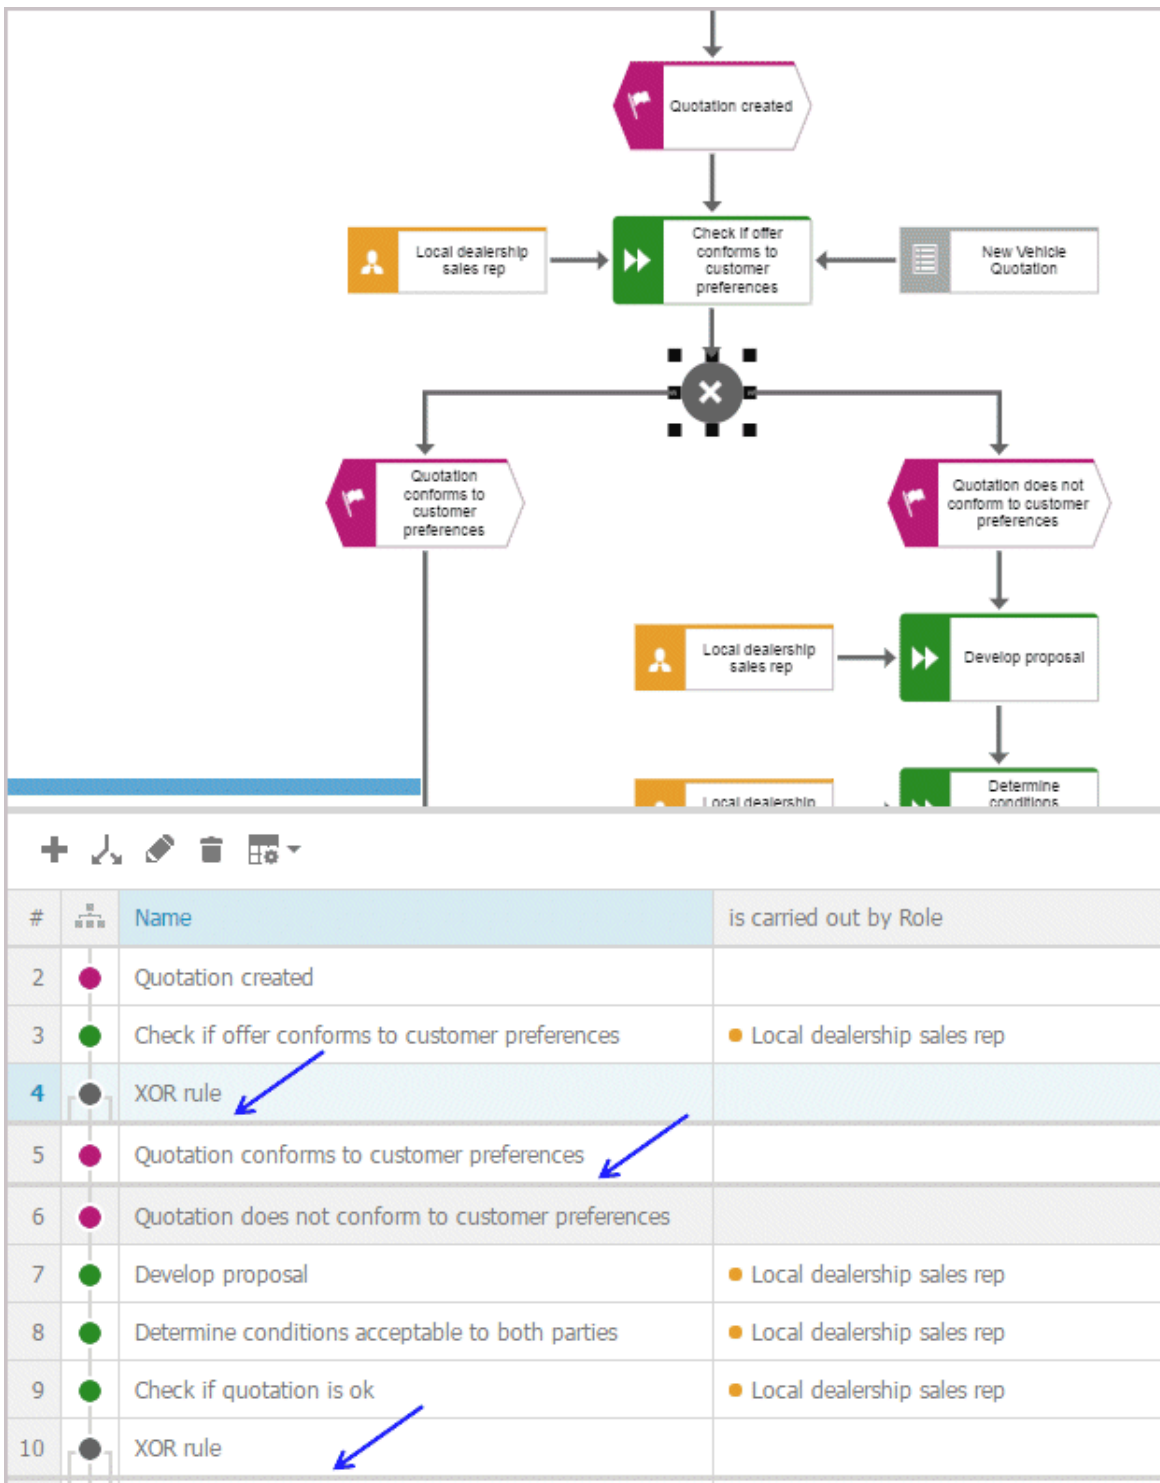 Quotation created
Local dealership
sales rep
Check if offer
conforms to
customer
preferences
New Vehicle
Quotation
Quotation
conforms to
customer
preferences
Quotation does not
conform to customer
preferences
Local dealership
sales rep
Develop proposal
Local dealership
Determine
conditions
# Name is carried out by Role
2 Quotation created
3 Check if offer conforms to customer preferences Local dealership sales rep
4 XOR rule
5 Quotation conforms to customer preferences
6 Quotation does not conform to customer preferences
7 Develop proposal Local dealership sales rep
8 Determine conditions acceptable to both parties Local dealership sales rep
9 Check if quotation is ok Local dealership sales rep
10 XOR rule